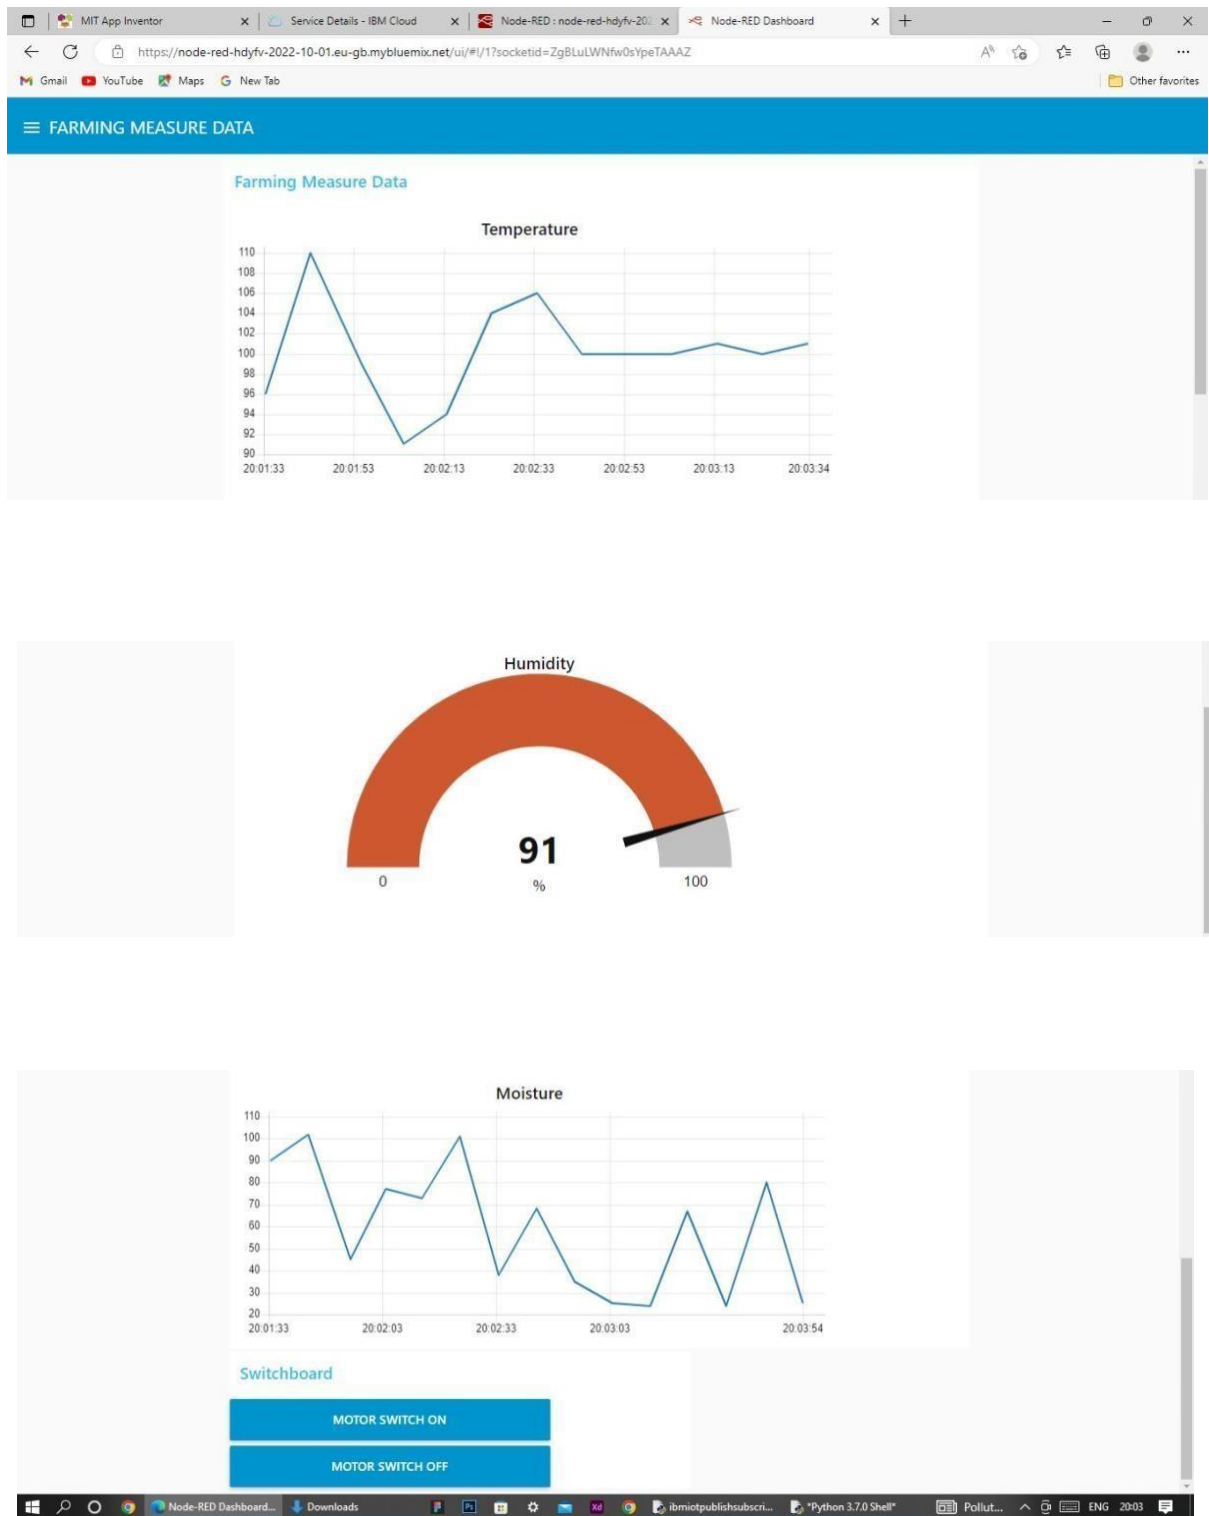 MIT App Inventor Service Details - IBM Cloud Node-RED : node-red-hdyfv-202 Node-RED Dashboard
https://node-red-hdyfv-2022-10-01.eu-gb.mybluemix.net/ui/#!/1?socketid=ZgBLuLWNfw0sYpeTAAAZ
Gmail YouTube Maps New Tab Other favorites
FARMING MEASURE DATA
Farming Measure Data
Temperature
110
108
106
104
102
100
98
96
94
92
90
20:01:33 20:01:53 20:02:13 20:02:33 20:02:53 20:03:13 20:03:34
Humidity
91
0 % 100
Moisture
110
100
90
80
70
60
50
40
30
20
20:01:33 20:02:03 20:02:33 20:03:03 20:03:54
Switchboard
MOTOR SWITCH ON
MOTOR SWITCH OFF
Node-RED Dashboard... Downloads ibmiotpublishsubscri... *Python 3.7.0 Shell* Pollut... ENG 20:03